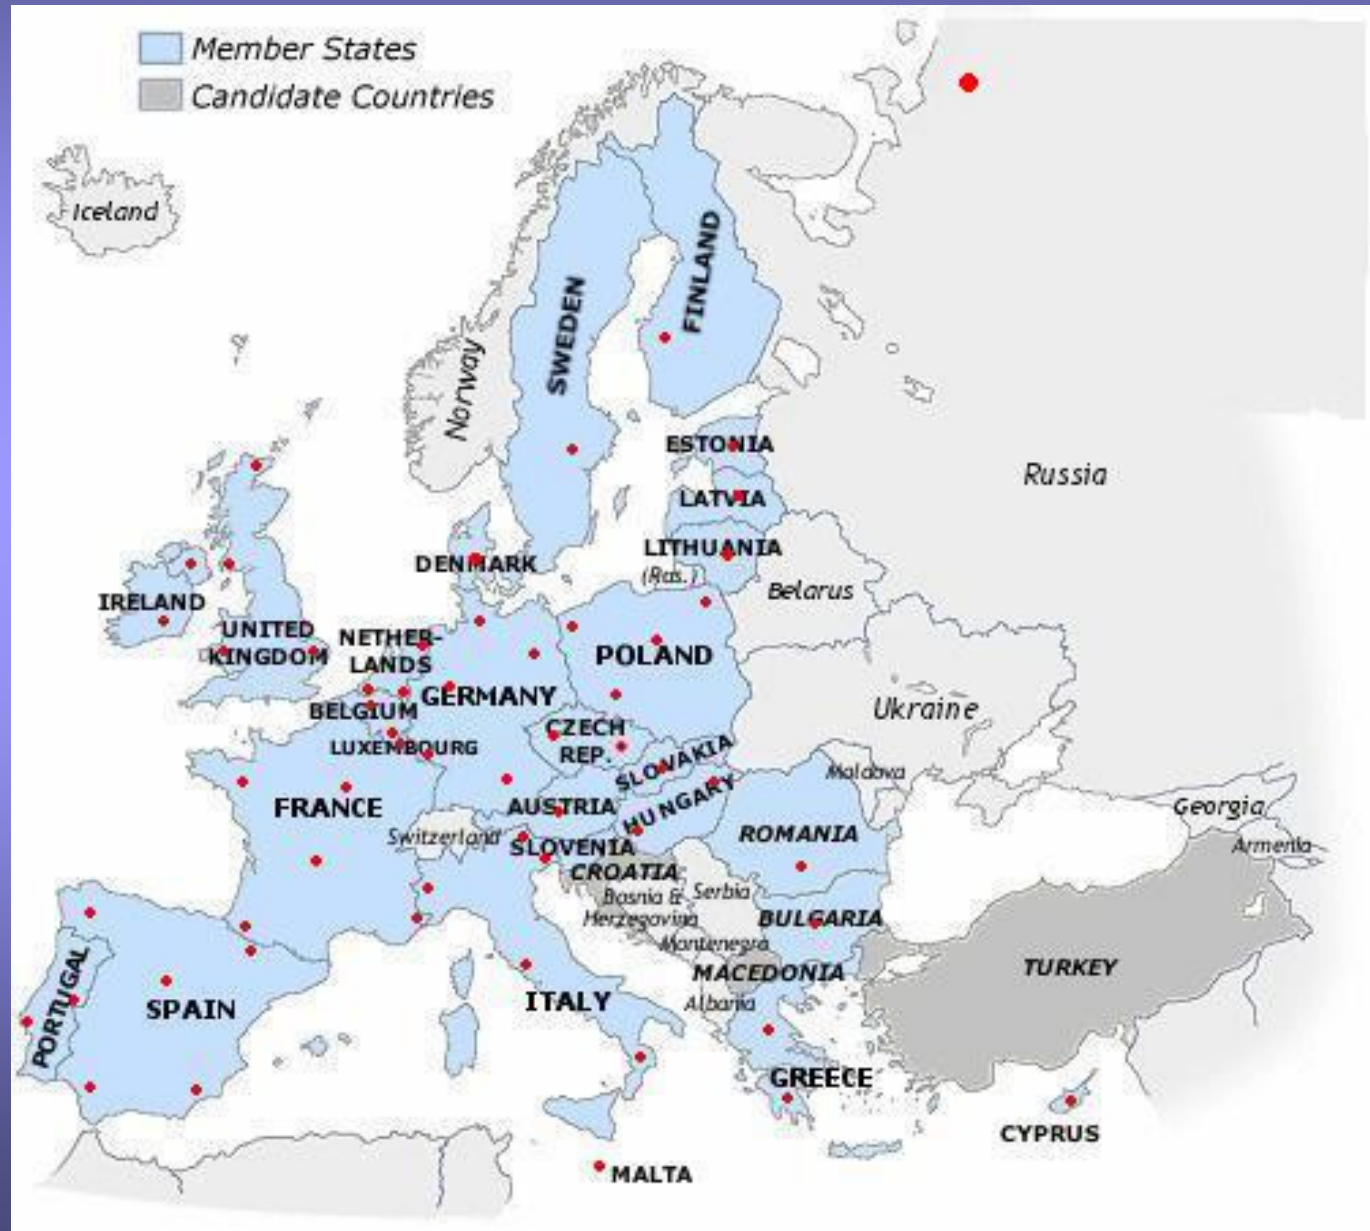 Member States
Candidate Countries
Iceland
FINLAND
SWEDEN
Norway
ESTONIA
Russia
LATVIA
LITHUANIA
(Ros.)
DENMARK
Belarus
IRELAND
UNITED
KINGDOM
NETHER-
LANDS
POLAND
GERMANY
BELGIUM
Ukraine
CZECH
REP.
LUXEMBOURG
SLOVAKIA
Moldova
FRANCE
AUSTRIA
HUNGARY
Georgia
Switzerland
SLOVENIA
ROMANIA
Armenia
CROATIA
Bosnia &
Herzegovina
Serbia
BULGARIA
Montenegro
MACEDONIA
TURKEY
PORTUGAL
SPAIN
ITALY
Albania
GREECE
CYPRUS
MALTA